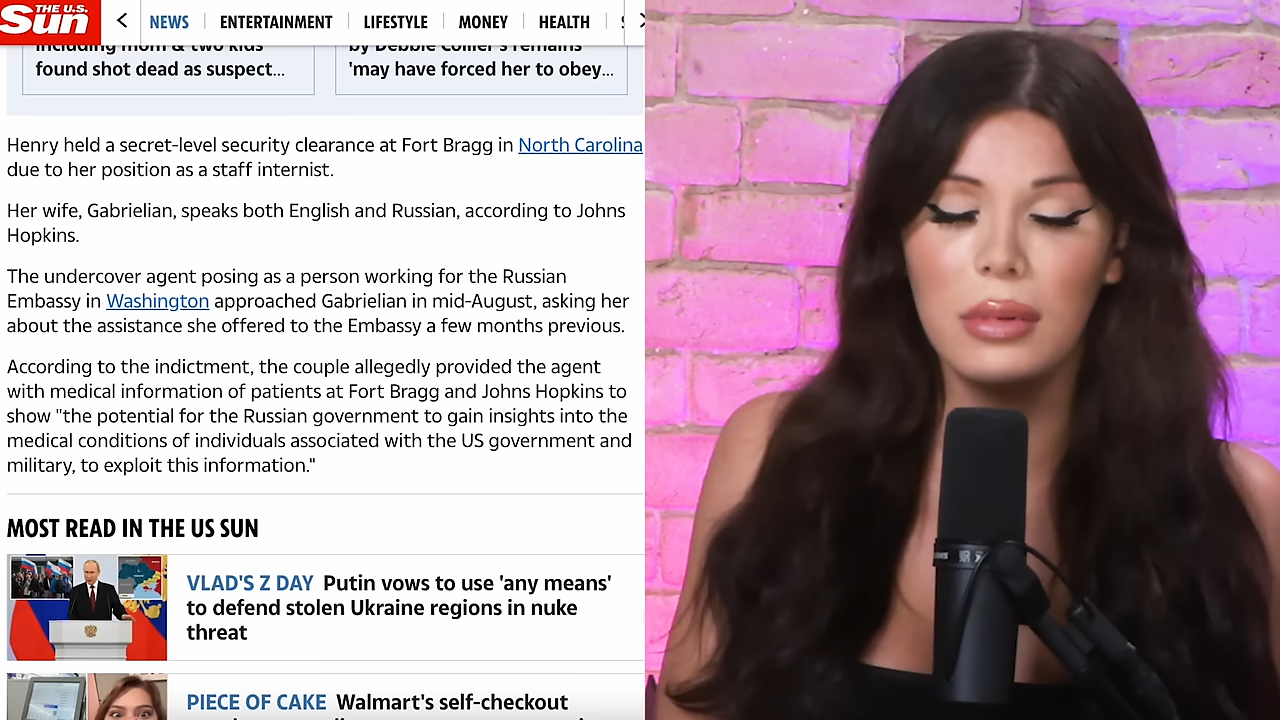 THE U.S.
Sun
NEWS
ENTERTAINMENT
LIFESTYLE
MONEY
HEALTH
including mom & two kids
found shot dead as suspect...
by Debbie Collier's remains
'may have forced her to obey...
Henry held a secret-level security clearance at Fort Bragg in North Carolina
due to her position as a staff internist.
Her wife, Gabrielian, speaks both English and Russian, according to Johns
Hopkins.
The undercover agent posing as a person working for the Russian
Embassy in Washington approached Gabrielian in mid-August, asking her
about the assistance she offered to the Embassy a few months previous.
According to the indictment, the couple allegedly provided the agent
with medical information of patients at Fort Bragg and Johns Hopkins to
show "the potential for the Russian government to gain insights into the
medical conditions of individuals associated with the US government and
military, to exploit this information."
MOST READ IN THE US SUN
VLAD'S Z DAY Putin vows to use 'any means'
to defend stolen Ukraine regions in nuke
threat
PIECE OF CAKE Walmart's self-checkout